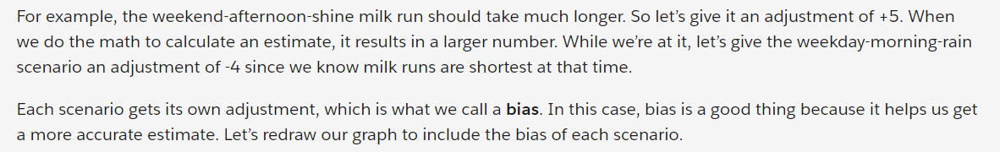 For example, the weekend-afternoon-shine milk run should take much longer. So let’s give it an adjustment of +5. When
we do the math to calculate an estimate, it results in a larger number. While we’re at it, let’s give the weekday-morning-rain
scenario an adjustment of -4 since we know milk runs are shortest at that time.
Each scenario gets its own adjustment, which is what we call a bias. In this case, bias is a good thing because it helps us get
a more accurate estimate. Let’s redraw our graph to include the bias of each scenario.